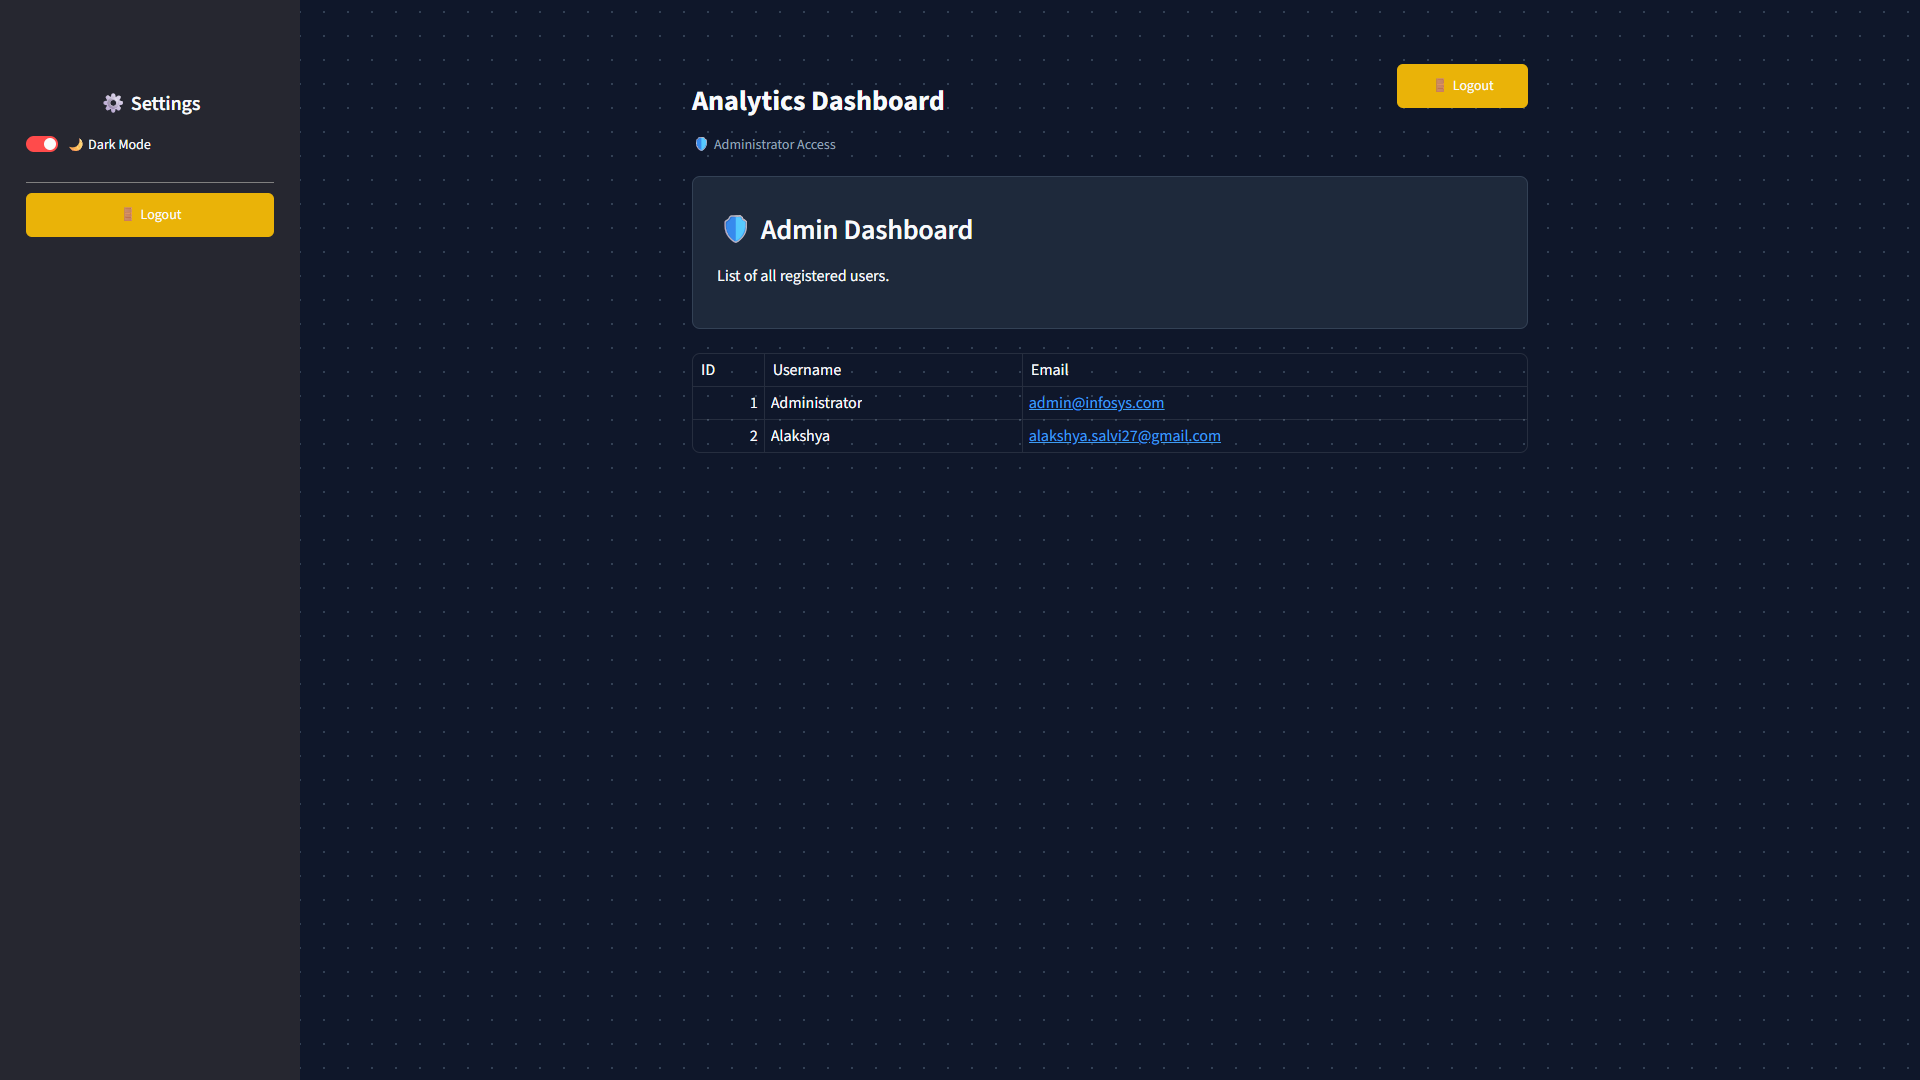 Settings
Dark Mode
Logout
Logout
Analytics Dashboard
Administrator Access
Admin Dashboard
List of all registered users.
ID Username Email
1 Administrator admin@infosys.com
2 Alakshya alakshya.salvi27@gmail.com